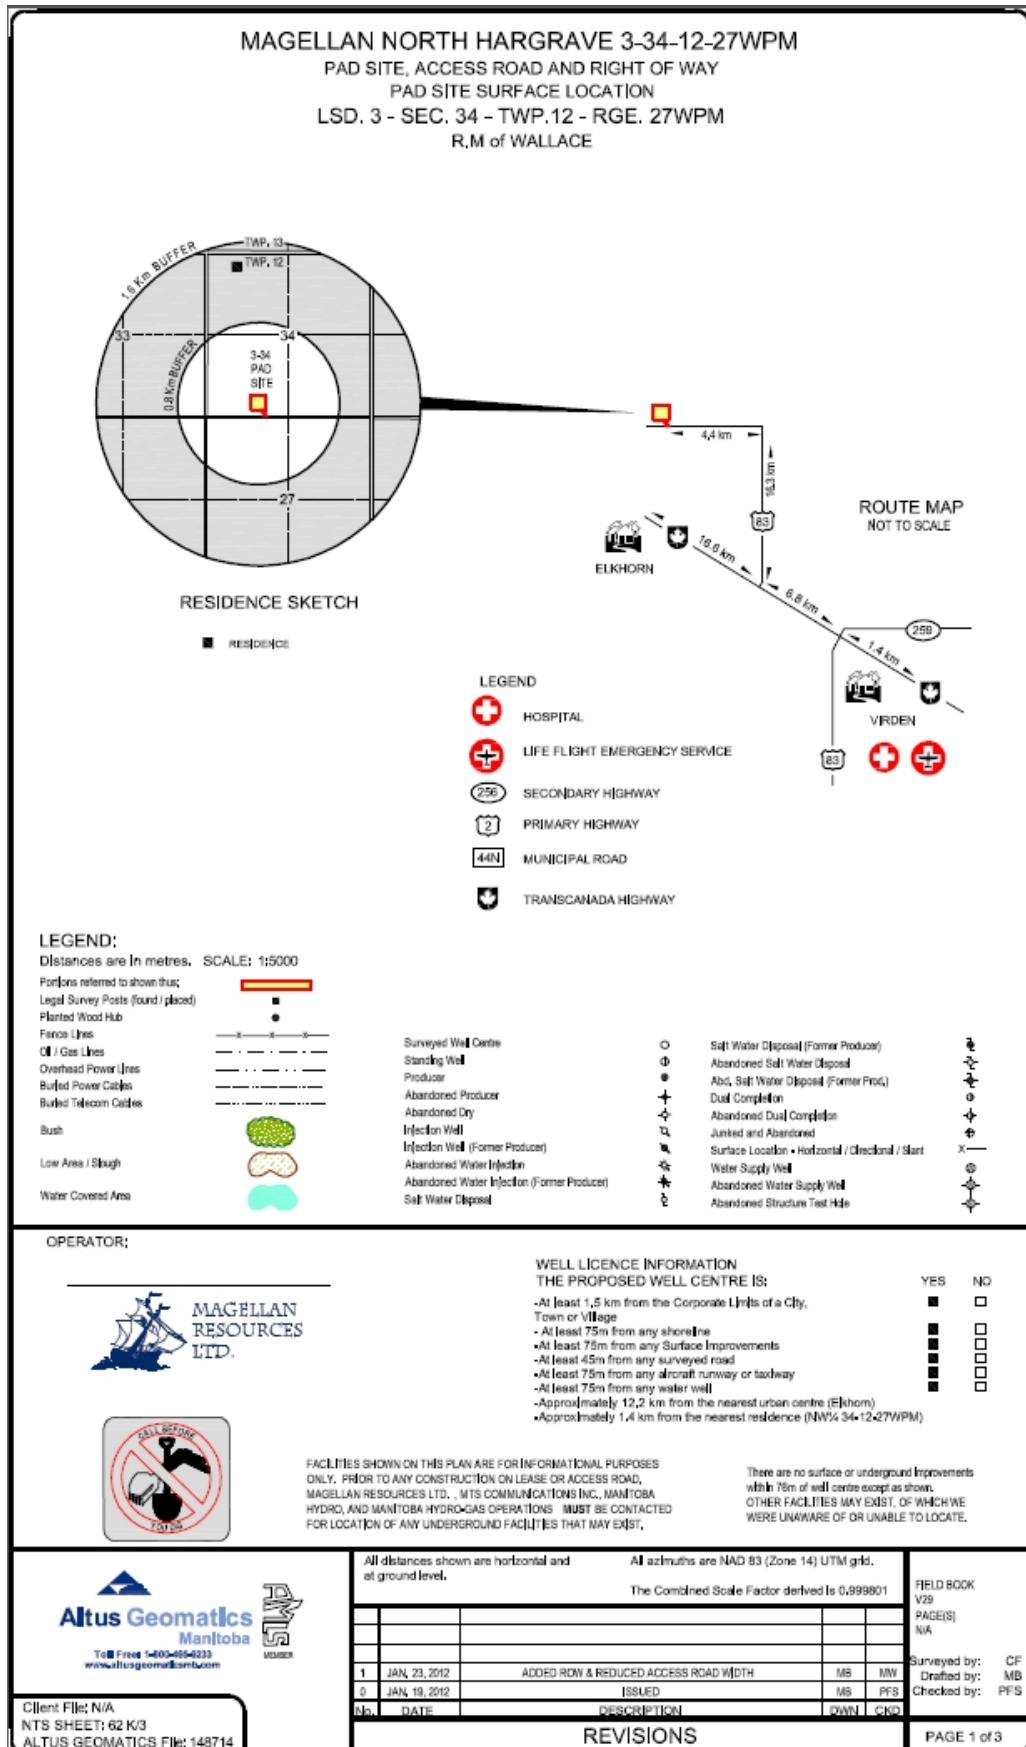 MAGELLAN NORTH HARGRAVE 3-34-12-27WPM
PAD SITE, ACCESS ROAD AND RIGHT OF WAY
PAD SITE SURFACE LOCATION
LSD. 3 - SEC. 34 - TWP.12 - RGE. 27WPM
R.M of WALLACE
1.6 Km BUFFER
TWP. 13
TWP. 12
33
34
0.8 Km BUFFER
3-34
PAD
SITE
27
RESIDENCE SKETCH
RESIDENCE
4.4 km
16.3 km
83
ROUTE MAP
NOT TO SCALE
ELKHORN
16.6 km
6.8 km
259
1.4 km
VIRDEN
83
LEGEND
HOSPITAL
LIFE FLIGHT EMERGENCY SERVICE
256 SECONDARY HIGHWAY
2 PRIMARY HIGHWAY
44N MUNICIPAL ROAD
TRANSCANADA HIGHWAY
LEGEND:
Distances are in metres. SCALE: 1:5000
Portions referred to shown thus:
Legal Survey Posts (found / placed)
Planted Wood Hub
Fence Lines
Oil / Gas Lines
Overhead Power Lines
Buried Power Cables
Buried Telecom Cables
Bush
Low Area / Slough
Water Covered Area
Surveyed Well Centre
Standing Well
Producer
Abandoned Producer
Abandoned Dry
Injection Well
Injection Well (Former Producer)
Abandoned Water Injection
Abandoned Water Injection (Former Producer)
Salt Water Disposal
Salt Water Disposal (Former Producer)
Abandoned Salt Water Disposal
Abd. Salt Water Disposal (Former Prod.)
Dual Completion
Abandoned Dual Completion
Junked and Abandoned
Surface Location - Horizontal / Directional / Slant
Water Supply Well
Abandoned Water Supply Well
Abandoned Structure Test Hole
OPERATOR:
MAGELLAN
RESOURCES
LTD.
WELL LICENCE INFORMATION
THE PROPOSED WELL CENTRE IS: YES NO
-At least 1.5 km from the Corporate Limits of a City,
Town or Village
- At least 75m from any shoreline
-At least 75m from any Surface Improvements
-At least 45m from any surveyed road
-At least 75m from any aircraft runway or taxiway
-At least 75m from any water well
-Approximately 12.2 km from the nearest urban centre (Elkhorn)
-Approximately 1.4 km from the nearest residence (NW¼ 34-12-27WPM)
CALL BEFORE
YOU DIG
FACILITIES SHOWN ON THIS PLAN ARE FOR INFORMATIONAL PURPOSES
ONLY. PRIOR TO ANY CONSTRUCTION ON LEASE OR ACCESS ROAD,
MAGELLAN RESOURCES LTD. , MTS COMMUNICATIONS INC., MANITOBA
HYDRO, AND MANITOBA HYDRO-GAS OPERATIONS MUST BE CONTACTED
FOR LOCATION OF ANY UNDERGROUND FACILITIES THAT MAY EXIST.
There are no surface or underground improvements
within 76m of well centre except as shown.
OTHER FACILITIES MAY EXIST, OF WHICH WE
WERE UNAWARE OF OR UNABLE TO LOCATE.
Altus Geomatics
Manitoba
Toll Free: 1-800-465-6233
www.altusgeomaticsmb.com
AMLS
MEMBER
Client File: N/A
NTS SHEET: 62 K/3
ALTUS GEOMATICS File: 148714
All distances shown are horizontal and
at ground level.
All azimuths are NAD 83 (Zone 14) UTM grid.
The Combined Scale Factor derived is 0.999801
1 JAN. 23, 2012 ADDED ROW & REDUCED ACCESS ROAD WIDTH MB MW
0 JAN. 19, 2012 ISSUED MB PFS
No. DATE DESCRIPTION DWN CKD
REVISIONS
FIELD BOOK
V29
PAGE(S)
N/A
Surveyed by: CF
Drafted by: MB
Checked by: PFS
PAGE 1 of 3